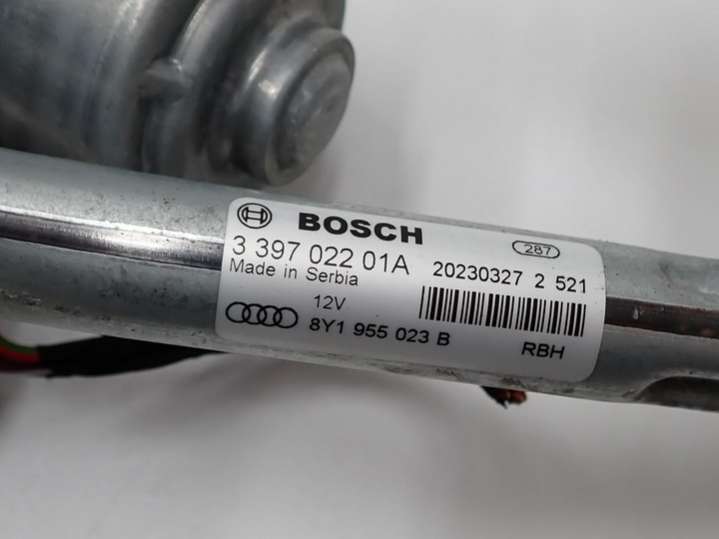 BOSCH
287
3 397 022 01A
20230327 2 521
Made in Serbia
12V
8Y1 955 023 B
RBH